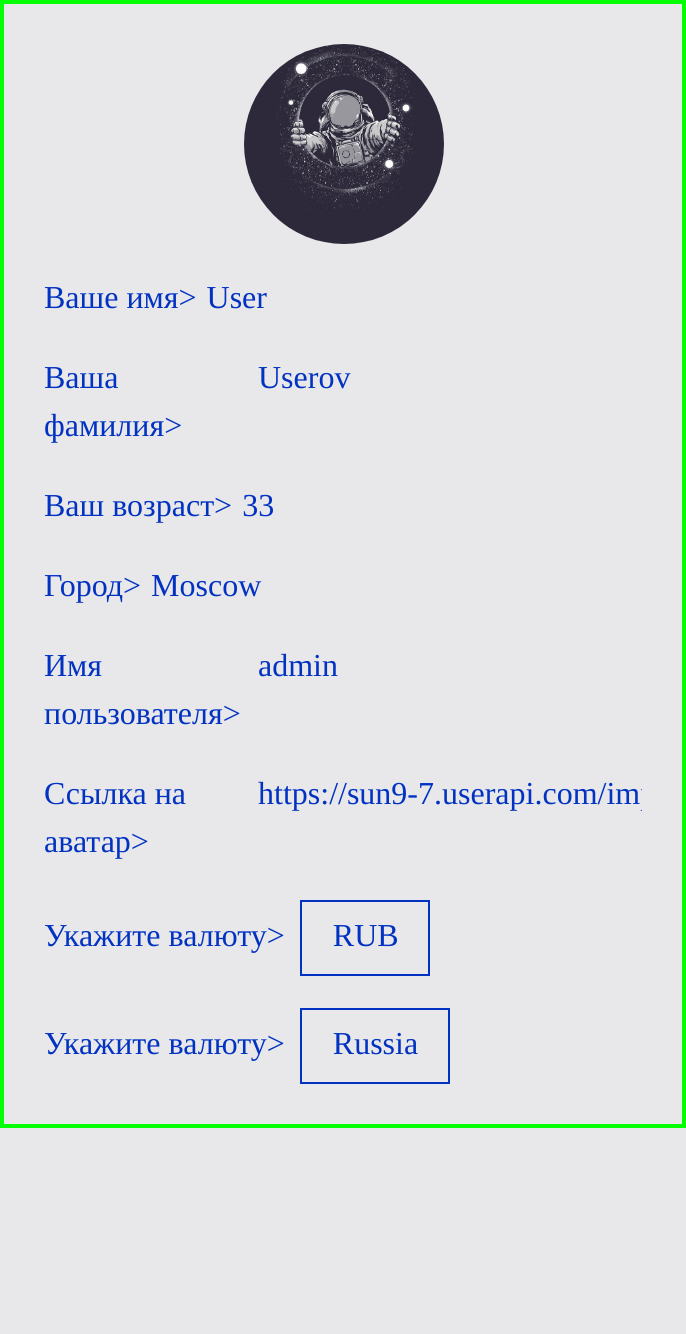 Ваше имя> User
Ваша Userov
фамилия>
Ваш возраст> 33
Город> Moscow
Имя admin
пользователя>
Ссылка на https://sun9-7.userapi.com/im
аватар>
Укажите валюту> RUB
Укажите валюту> Russia